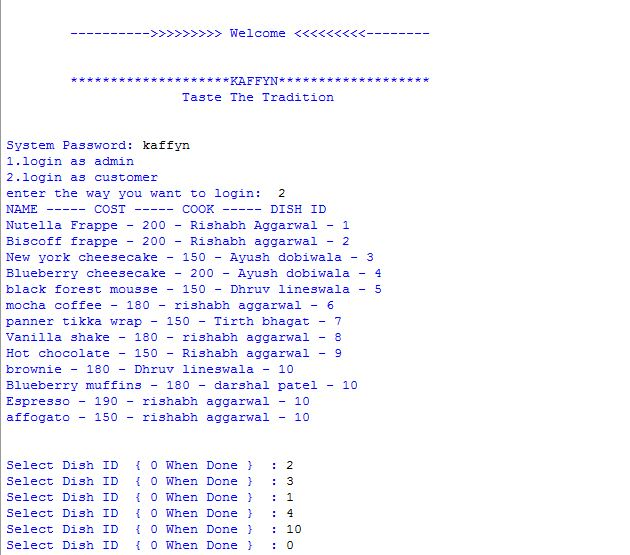 ---------->>>>>>>>> Welcome <<<<<<<<<--------
********************KAFFYN*******************
Taste The Tradition
System Password: kaffyn
1.login as admin
2.login as customer
enter the way you want to login:  2
NAME ----- COST ----- COOK ----- DISH ID
Nutella Frappe - 200 - Rishabh Aggarwal - 1
Biscoff frappe - 200 - Rishabh aggarwal - 2
New york cheesecake - 150 - Ayush dobiwala - 3
Blueberry cheesecake - 200 - Ayush dobiwala - 4
black forest mousse - 150 - Dhruv lineswala - 5
mocha coffee - 180 - rishabh aggarwal - 6
panner tikka wrap - 150 - Tirth bhagat - 7
Vanilla shake - 180 - rishabh aggarwal - 8
Hot chocolate - 150 - Rishabh aggarwal - 9
brownie - 180 - Dhruv lineswala - 10
Blueberry muffins - 180 - darshal patel - 10
Espresso - 190 - rishabh aggarwal - 10
affogato - 150 - rishabh aggarwal - 10
Select Dish ID  { 0 When Done }  : 2
Select Dish ID  { 0 When Done }  : 3
Select Dish ID  { 0 When Done }  : 1
Select Dish ID  { 0 When Done }  : 4
Select Dish ID  { 0 When Done }  : 10
Select Dish ID  { 0 When Done }  : 0